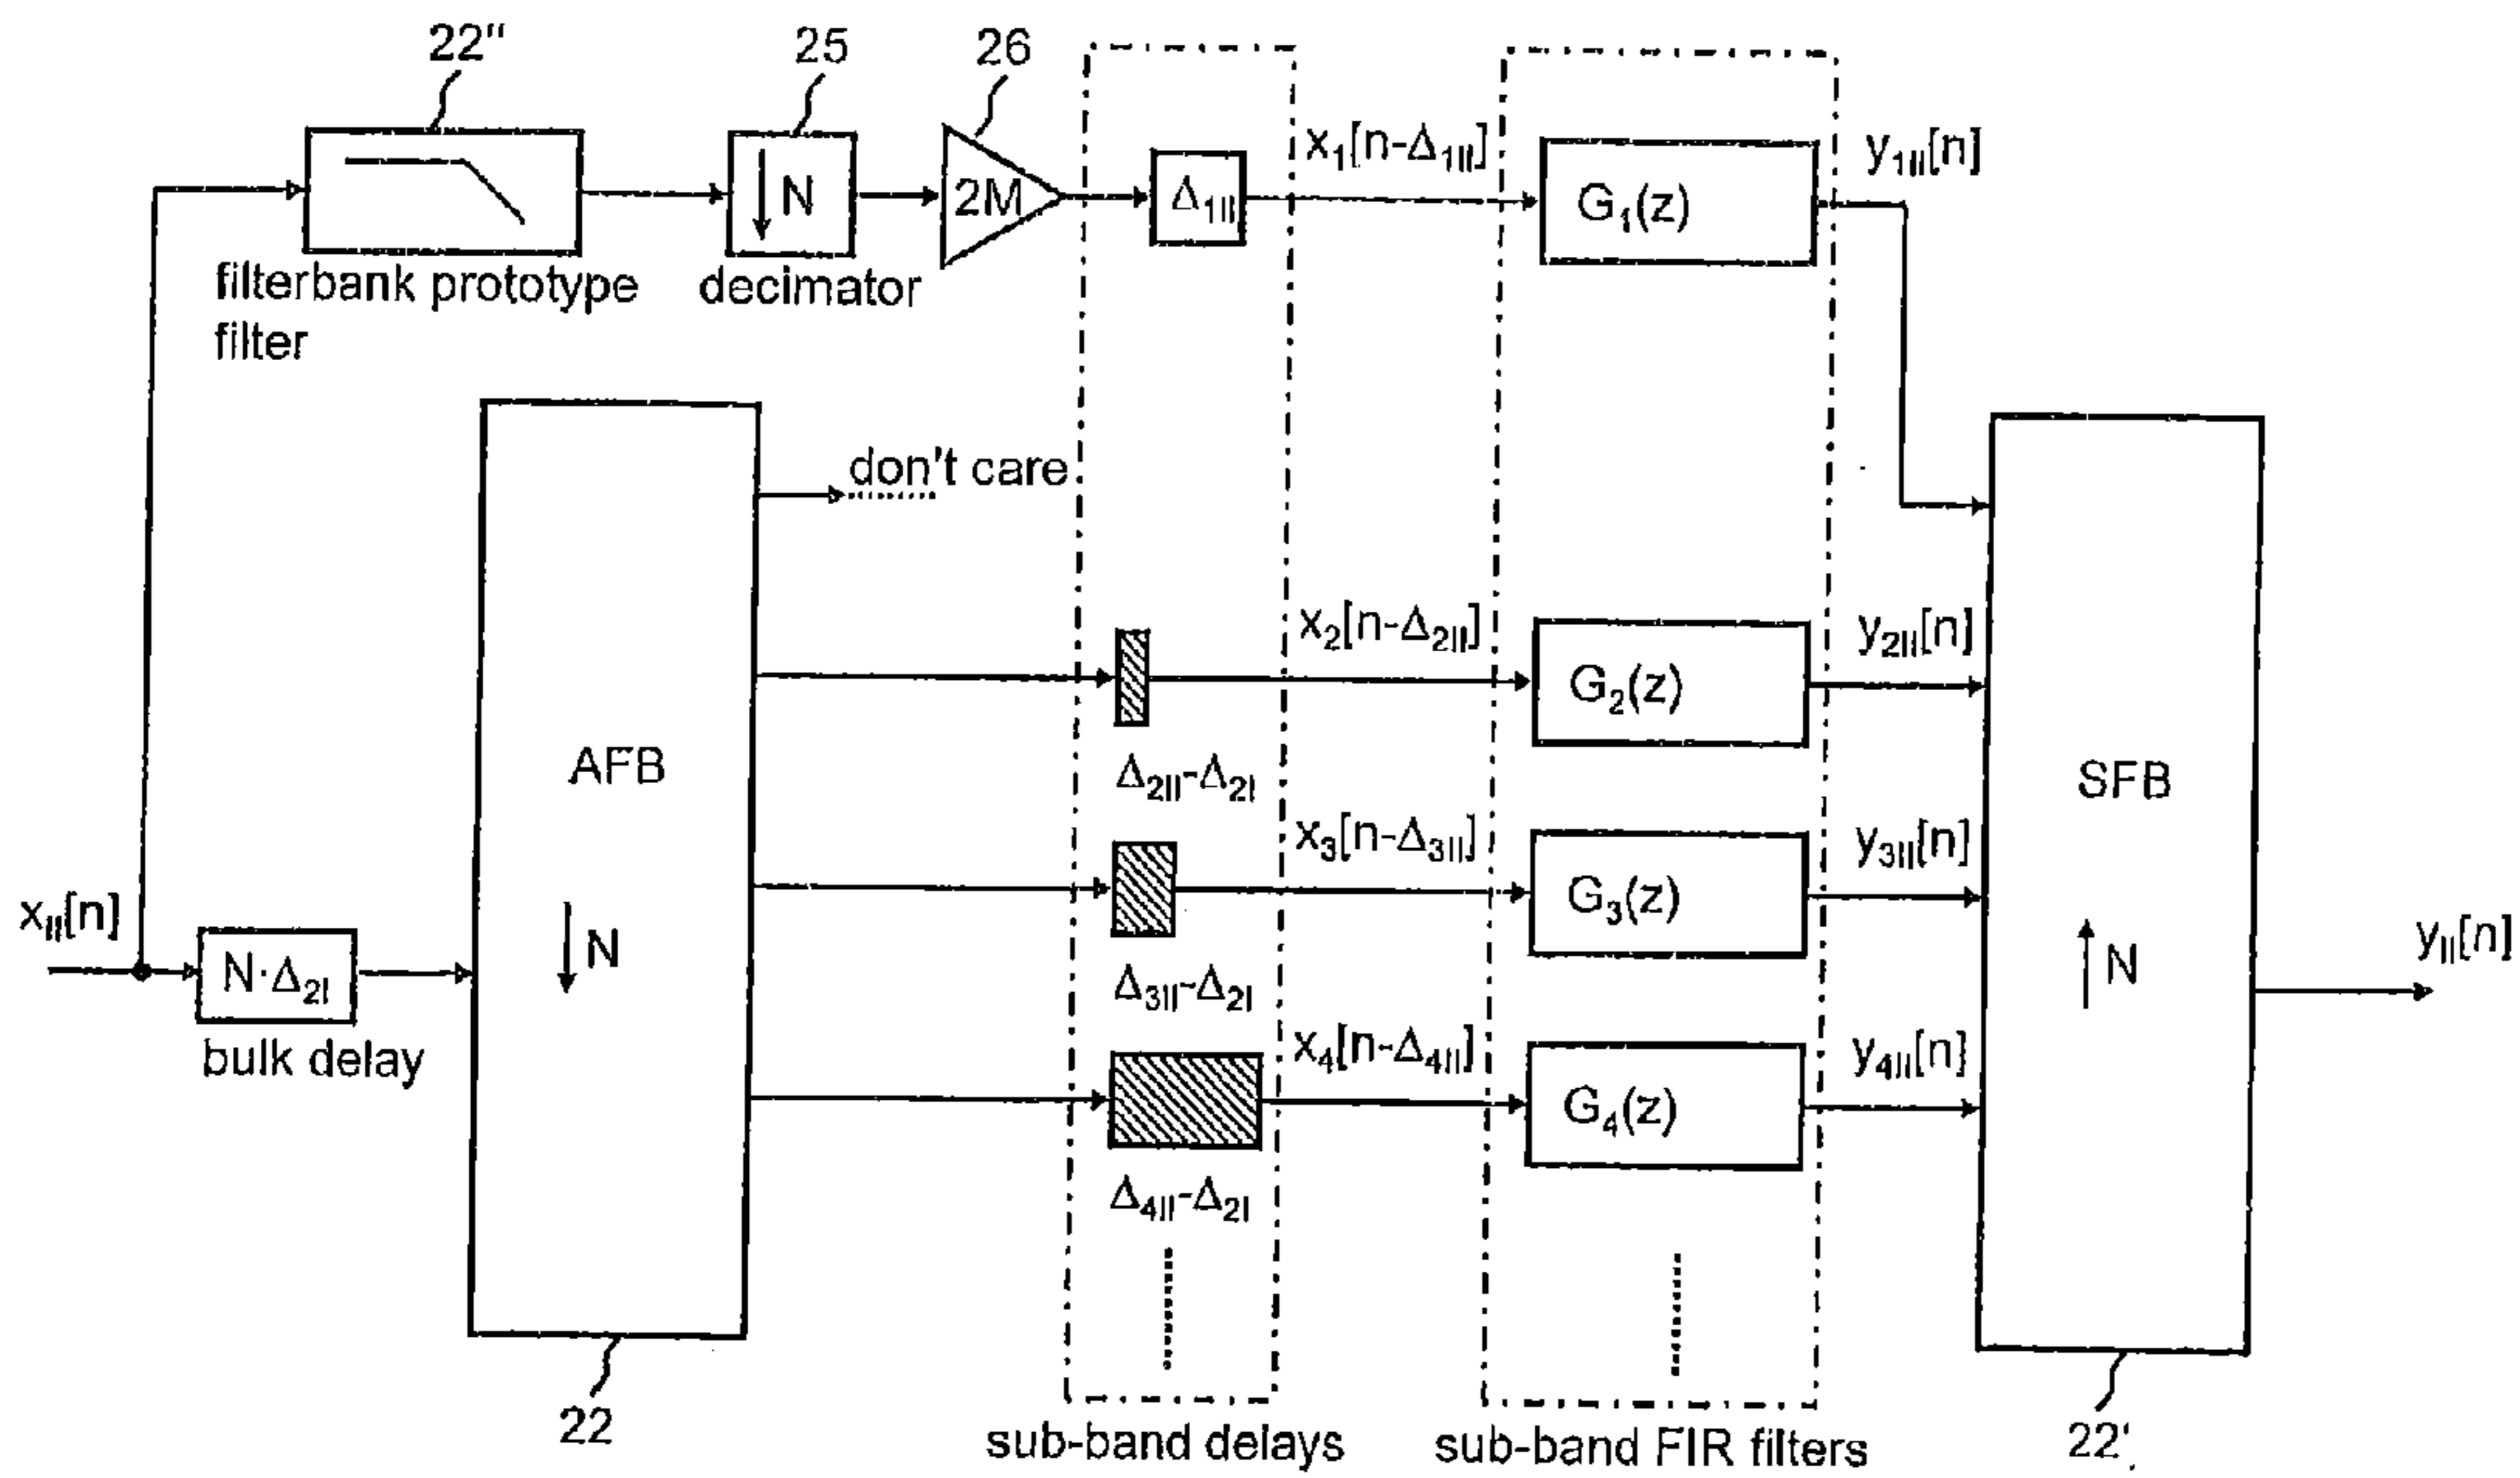 22"
25
26
N
2M
Δ₁ᵢᵢ
x₁[n-Δ₁ᵢᵢ]
G₁(z)
y₁ᵢᵢ[n]
filterbank prototype
filter
decimator
don't care
x₂[n-Δ₂ᵢᵢ]
G₂(z)
y₂ᵢᵢ[n]
AFB
Δ₂ᵢᵢ-Δ₂ᵢ
SFB
x₃[n-Δ₃ᵢᵢ]
G₃(z)
y₃ᵢᵢ[n]
xᵢᵢ[n]
N·Δ₂ᵢ
N
Δ₃ᵢᵢ-Δ₂ᵢ
N
yᵢᵢ[n]
bulk delay
x₄[n-Δ₄ᵢᵢ]
G₄(z)
y₄ᵢᵢ[n]
Δ₄ᵢᵢ-Δ₂ᵢ
22
sub-band delays
sub-band FIR filters
22'